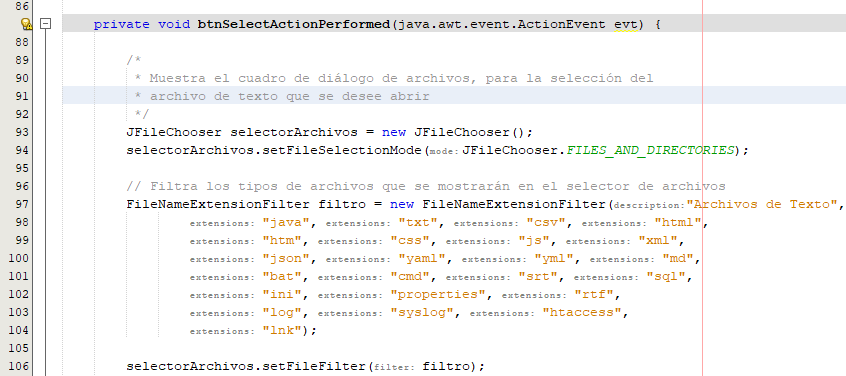 86
private void btnSelectActionPerformed(java.awt.event.ActionEvent evt) {
88
89 /*
90 * Muestra el cuadro de diálogo de archivos, para la selección del
91 * archivo de texto que se desee abrir
92 */
93 JFileChooser selectorArchivos = new JFileChooser();
94 selectorArchivos.setFileSelectionMode(mode: JFileChooser.FILES_AND_DIRECTORIES);
95
96 // Filtra los tipos de archivos que se mostrarán en el selector de archivos
97 FileNameExtensionFilter filtro = new FileNameExtensionFilter(description: "Archivos de Texto",
98 extensions: "java", extensions: "txt", extensions: "csv", extensions: "html",
99 extensions: "htm", extensions: "css", extensions: "js", extensions: "xml",
100 extensions: "json", extensions: "yaml", extensions: "yml", extensions: "md",
101 extensions: "bat", extensions: "cmd", extensions: "srt", extensions: "sql",
102 extensions: "ini", extensions: "properties", extensions: "rtf",
103 extensions: "log", extensions: "syslog", extensions: "htaccess",
104 extensions: "lnk");
105
106 selectorArchivos.setFileFilter(filter: filtro);